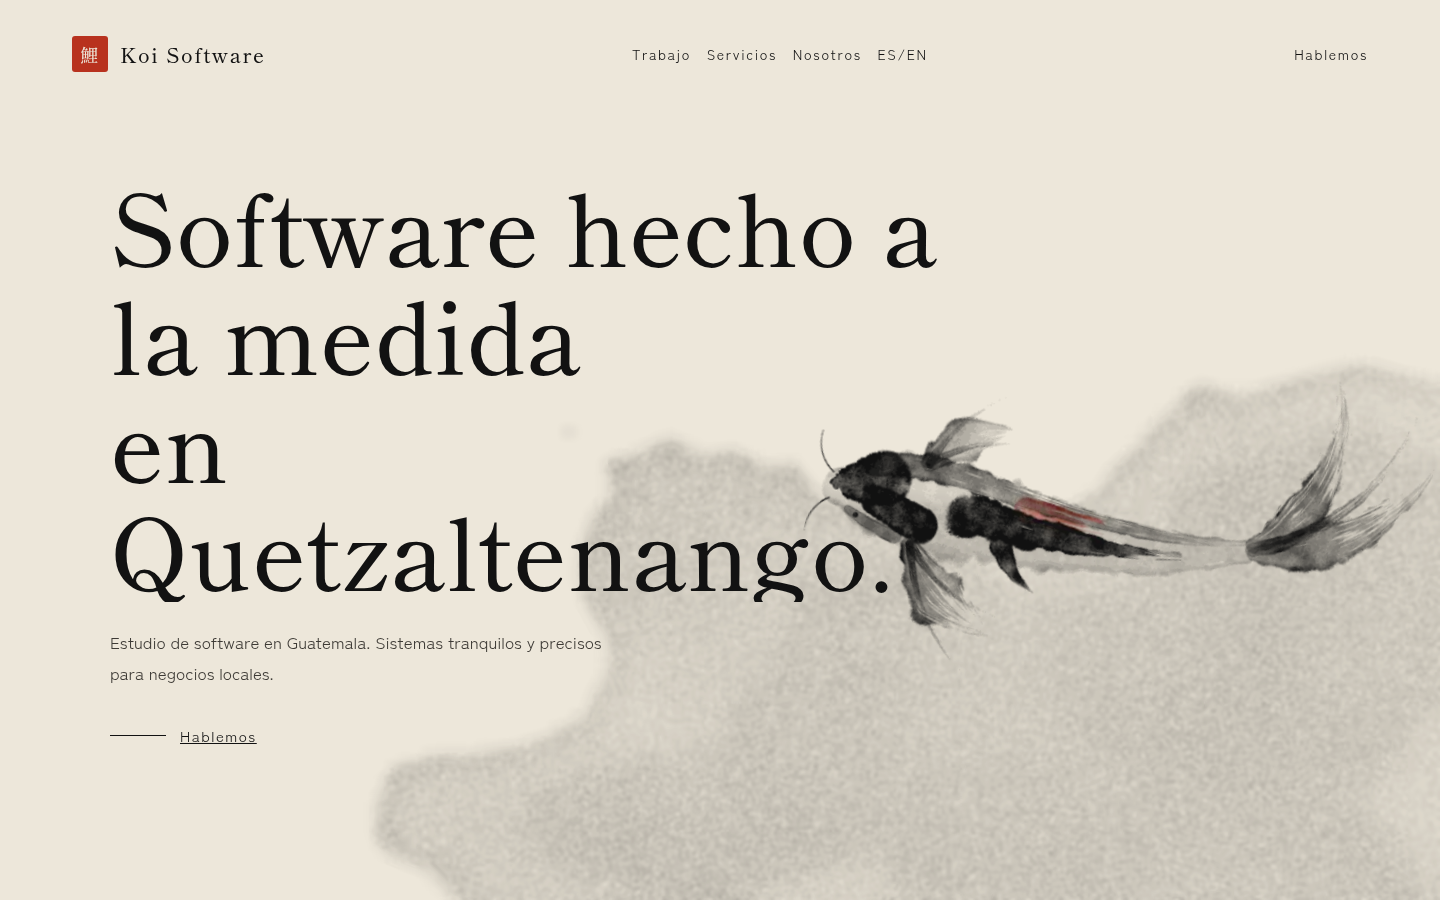 鯉 Koi Software
Trabajo Servicios Nosotros ES/EN
Hablemos
Software hecho a
la medida
en
Quetzaltenango.
Estudio de software en Guatemala. Sistemas tranquilos y precisos
para negocios locales.
Hablemos